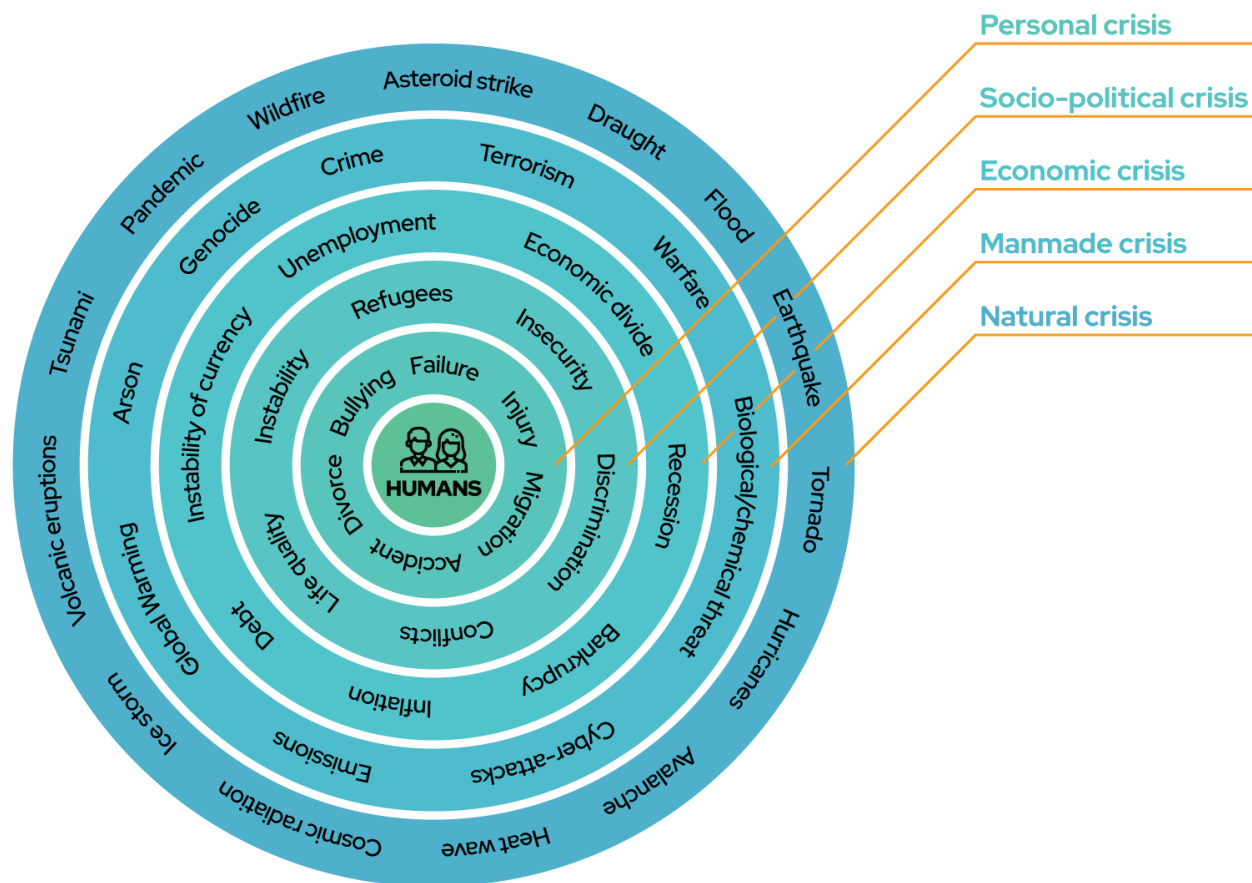 Personal crisis
Socio-political crisis
Economic crisis
Manmade crisis
Natural crisis
HUMANS
Failure
Injury
Migration
Accident
Divorce
Bullying
Refugees
Insecurity
Discrimination
Conflicts
Life quality
Instability
Unemployment
Economic divide
Recession
Bankrupcy
Inflation
Debt
Instability of currency
Crime
Terrorism
Warfare
Biological/chemical threat
Cyber-attacks
Emissions
Global Warming
Arson
Genocide
Asteroid strike
Draught
Flood
Earthquake
Tornado
Hurricanes
Avalanche
Heat wave
Cosmic radiation
Ice storm
Volcanic eruptions
Tsunami
Pandemic
Wildfire